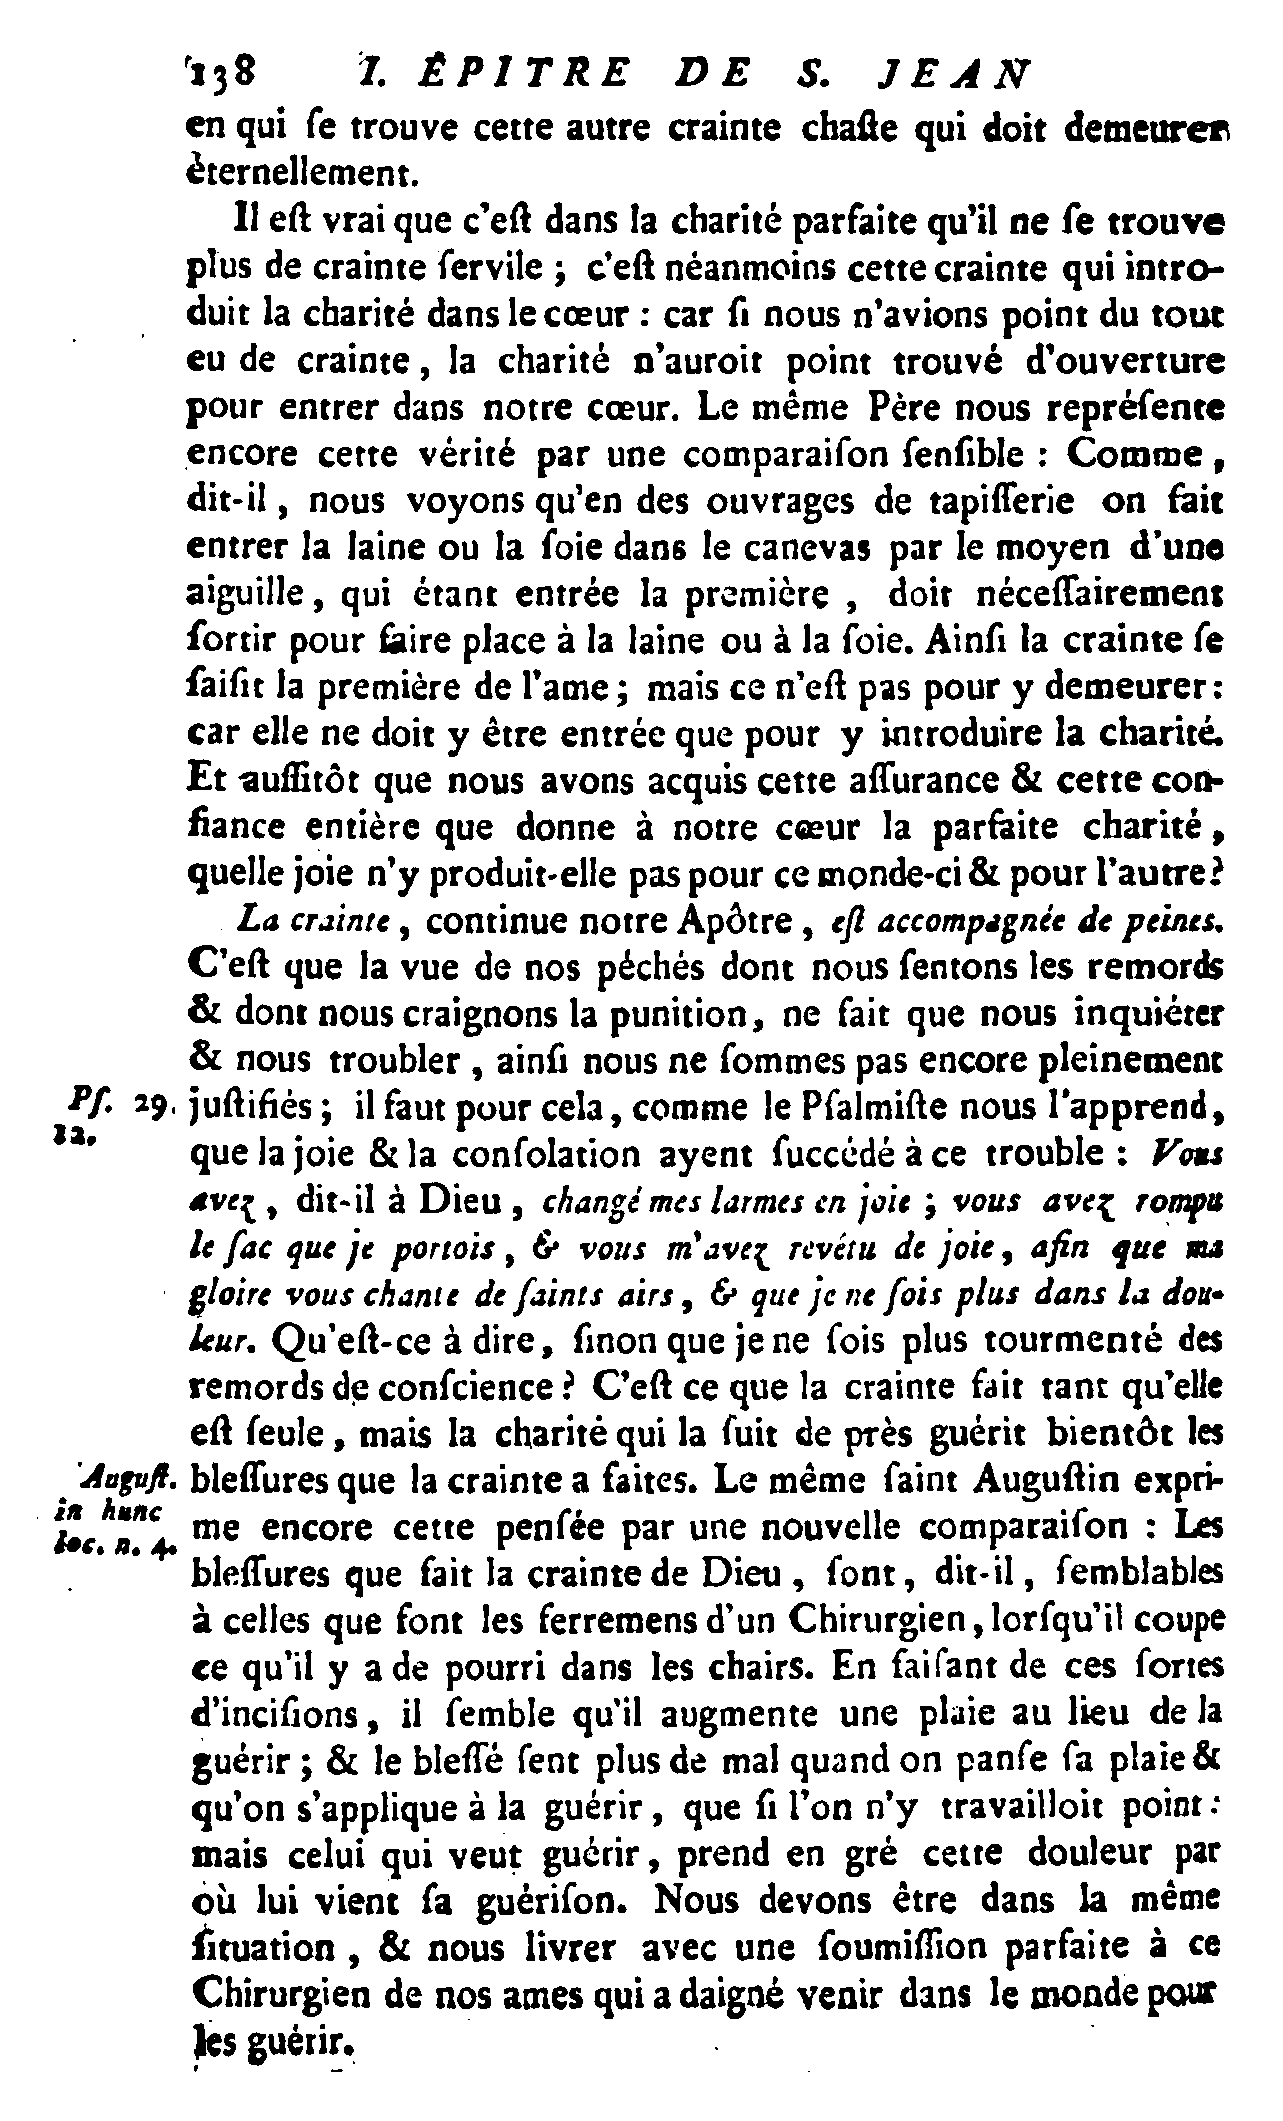 138 I. ÊPITRE DE S. JEAN
en qui ſe trouve cette autre crainte chaſte qui doit demeurer
èternellement.
Il eſt vrai que c'eſt dans la charité parfaite qu'il ne ſe trouve
plus de crainte ſervile ; c'eſt néanmoins cette crainte qui intro-
duit la charité dans le cœur : car ſi nous n'avions point du tout
eu de crainte, la charité n'auroit point trouvé d'ouverture
pour entrer dans notre cœur. Le même Père nous repréſente
encore cette vérité par une comparaiſon ſenſible : Comme,
dit-il, nous voyons qu'en des ouvrages de tapiſſerie on fait
entrer la laine ou la ſoie dans le canevas par le moyen d'une
aiguille, qui étant entrée la première, doit néceſſairement
ſortir pour faire place à la laine ou à la ſoie. Ainſi la crainte ſe
ſaiſit la première de l'ame ; mais ce n'eſt pas pour y demeurer :
car elle ne doit y être entrée que pour y introduire la charité.
Et auſſitôt que nous avons acquis cette aſſurance & cette con-
fiance entière que donne à notre cœur la parfaite charité,
quelle joie n'y produit-elle pas pour ce monde-ci & pour l'autre?
La crainte, continue notre Apôtre, eſt accompagnée de peines.
C'eſt que la vue de nos péchés dont nous ſentons les remords
& dont nous craignons la punition, ne fait que nous inquiéter
& nous troubler, ainſi nous ne ſommes pas encore pleinement
Pſ. 29. juſtifiés ; il faut pour cela, comme le Pſalmiſte nous l'apprend,
12.
que la joie & la conſolation ayent ſuccédé à ce trouble : Vous
avez, dit-il à Dieu, changé mes larmes en joie ; vous avez rompu
le ſac que je portois, & vous m'avez revétu de joie, afin que ma
gloire vous chante de ſaints airs, & que je ne ſois plus dans la dou-
leur. Qu'eſt-ce à dire, ſinon que je ne ſois plus tourmenté des
remords de conſcience ? C'eſt ce que la crainte fait tant qu'elle
eſt ſeule, mais la charité qui la ſuit de près guérit bientôt les
Auguſt. bleſſures que la crainte a faites. Le même ſaint Auguſtin expri-
in hunc
loc. n. 4. me encore cette penſée par une nouvelle comparaiſon : Les
bleſſures que fait la crainte de Dieu, ſont, dit-il, ſemblables
à celles que font les ferremens d'un Chirurgien, lorſqu'il coupe
ce qu'il y a de pourri dans les chairs. En faiſant de ces ſortes
d'inciſions, il ſemble qu'il augmente une plaie au lieu de la
guérir ; & le bleſſé ſent plus de mal quand on panſe ſa plaie &
qu'on s'applique à la guérir, que ſi l'on n'y travailloit point :
mais celui qui veut guérir, prend en gré cette douleur par
où lui vient ſa guériſon. Nous devons être dans la même
ſituation, & nous livrer avec une ſoumiſſion parfaite à ce
Chirurgien de nos ames qui a daigné venir dans le monde pour
les guérir.